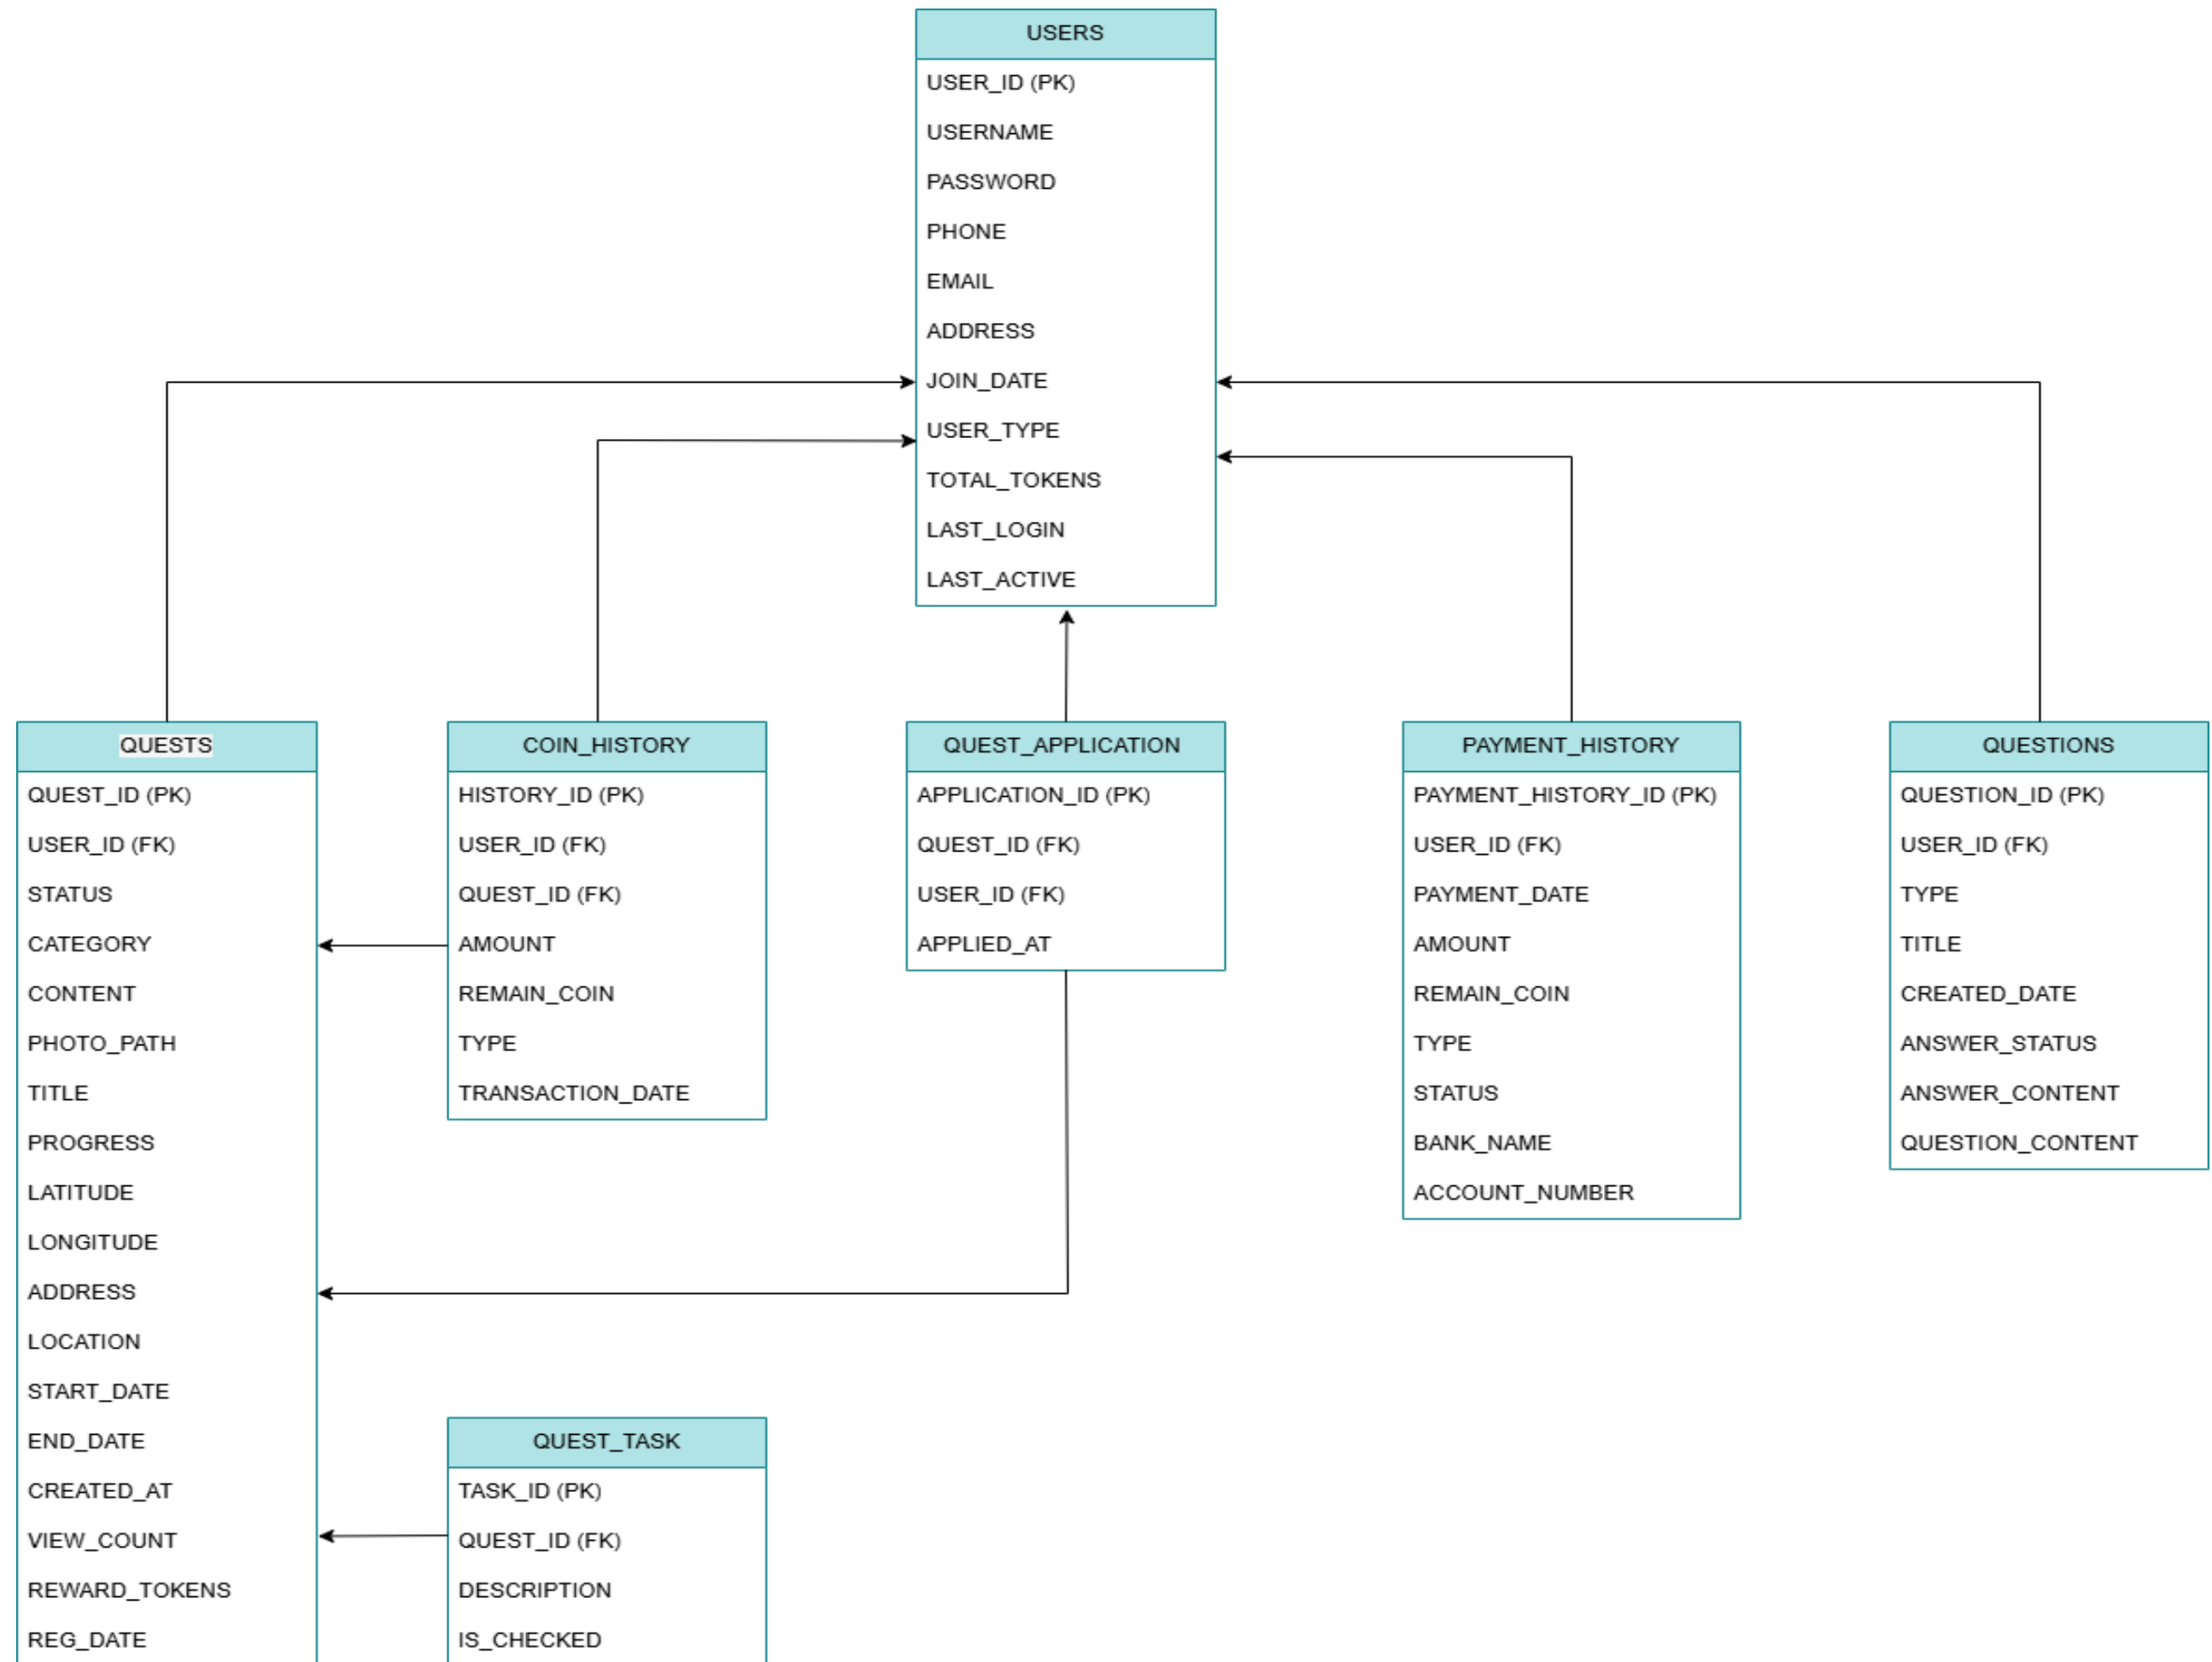 USERS
USER_ID (PK)
USERNAME
PASSWORD
PHONE
EMAIL
ADDRESS
JOIN_DATE
USER_TYPE
TOTAL_TOKENS
LAST_LOGIN
LAST_ACTIVE
QUESTS
QUEST_ID (PK)
USER_ID (FK)
STATUS
CATEGORY
CONTENT
PHOTO_PATH
TITLE
PROGRESS
LATITUDE
LONGITUDE
ADDRESS
LOCATION
START_DATE
END_DATE
CREATED_AT
VIEW_COUNT
REWARD_TOKENS
REG_DATE
COIN_HISTORY
HISTORY_ID (PK)
USER_ID (FK)
QUEST_ID (FK)
AMOUNT
REMAIN_COIN
TYPE
TRANSACTION_DATE
QUEST_APPLICATION
APPLICATION_ID (PK)
QUEST_ID (FK)
USER_ID (FK)
APPLIED_AT
PAYMENT_HISTORY
PAYMENT_HISTORY_ID (PK)
USER_ID (FK)
PAYMENT_DATE
AMOUNT
REMAIN_COIN
TYPE
STATUS
BANK_NAME
ACCOUNT_NUMBER
QUESTIONS
QUESTION_ID (PK)
USER_ID (FK)
TYPE
TITLE
CREATED_DATE
ANSWER_STATUS
ANSWER_CONTENT
QUESTION_CONTENT
QUEST_TASK
TASK_ID (PK)
QUEST_ID (FK)
DESCRIPTION
IS_CHECKED